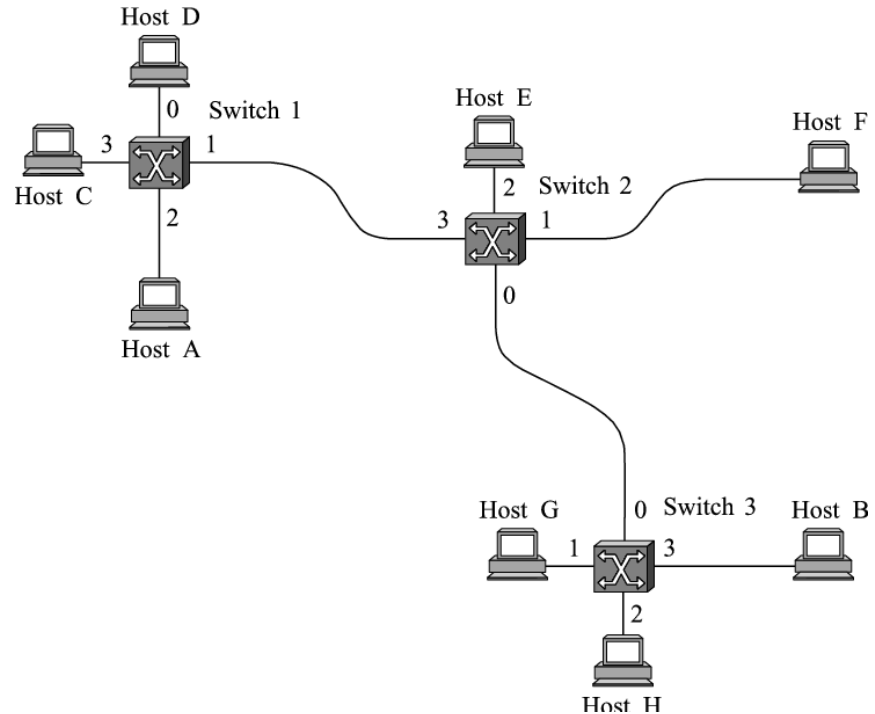 Host D
0 Switch 1
3 1
Host C
2
Host A
Host E
2 Switch 2
3 1
0
Host F
0 Switch 3
Host G
1 3
Host B
2
Host H